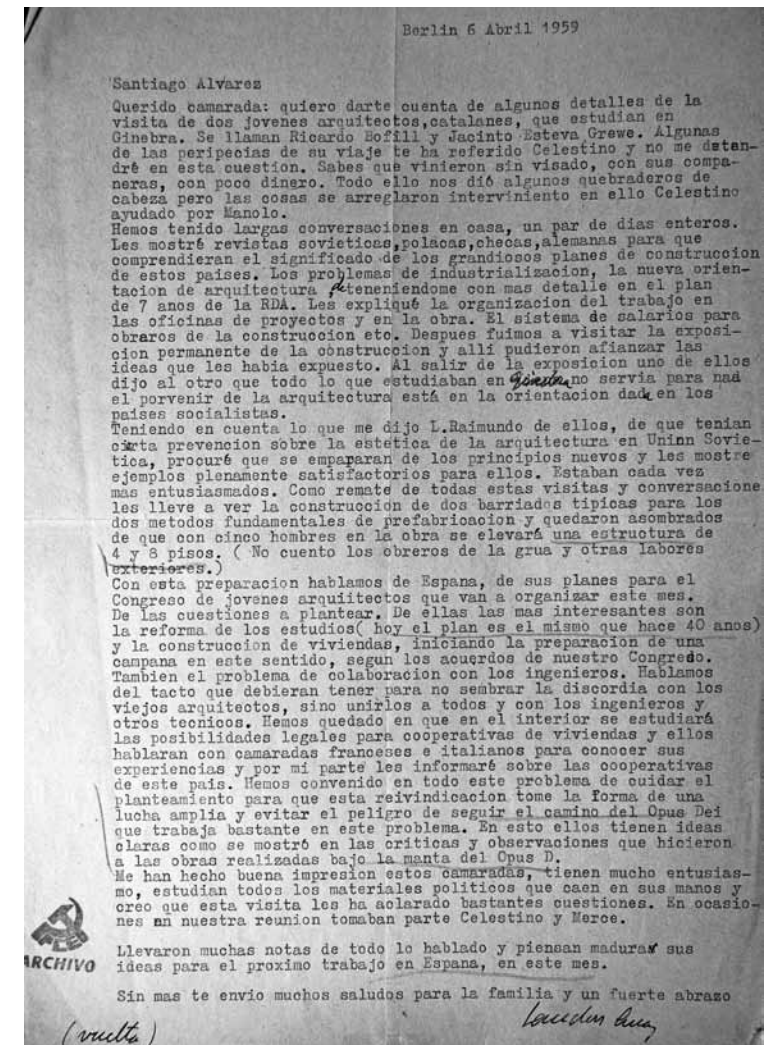 Berlin 6 Abril 1959
Santiago Alvarez
Querido camarada: quiero darte cuenta de algunos detalles de la
visita de dos jovenes arquitectos,catalanes, que estudian en
Ginebra. Se llaman Ricardo Bofill y Jacinto Esteva Grewe. Algunas
de las peripecias de su viaje te ha referido Celestino y no me deten-
dré en esta cuestion. Sabes que vinieron sin visado, con sus compa-
neras, con poco dinero. Todo ello nos dió algunos quebraderos de
cabeza pero las cosas se arreglaron interviniento en ello Celestino
ayudado por Manolo.
Hemos tenido largas conversaciones en casa, un par de dias enteros.
Les mostré revistas sovieticas,polacas,checas,alemanas para que
comprendieran el significado de los grandiosos planes de construccion
de estos paises. Los problemas de industrializacion, la nueva orien-
tacion de arquitectura deteneniendome con mas detalle en el plan
de 7 anos de la RDA. Les expliqué la organizacion del trabajo en
las oficinas de proyectos y en la obra. El sistema de salarios para
obraros de la construccion etc. Despues fuimos a visitar la exposi-
cion permanente de la construccion y alli pudieron afianzar las
ideas que les habia expuesto. Al salir de la exposicion uno de ellos
dijo al otro que todo lo que estudiaban en Ginebra no servia para nad
el porvenir de la arquitectura está en la orientacion dada en los
paises socialistas.
Teniendo en cuenta lo que me dijo L.Raimundo de ellos, de que tenian
cierta prevencion sobre la estetica de la arquitectura en Uninn Sovie-
tica, procuré que se empaparan de los principios nuevos y les mostre
ejemplos plenamente satisfactorios para ellos. Estaban cada vez
mas entusiasmados. Como remate de todas estas visitas y conversacione
les lleve a ver la construccion de dos barriados tipicas para los
dos metodos fundamentales de prefabricacion y quedaron asombrados
de que con cinco hombres en la obra se elevará una estructura de
4 y 8 pisos. ( No cuento los obreros de la grua y otras labores
exteriores.)
Con esta preparacion hablamos de Espana, de sus planes para el
Congreso de jovenes arquiitectos que van a organizar este mes.
De las cuestiones a plantear. De ellas las mas interesantes son
la reforma de los estudios( hoy el plan es el mismo que hace 40 anos)
y la construccion de viviendas, iniciando la preparacion de una
campana en este sentido, segun los acuerdos de nuestro Congreso.
Tambien el problema de colaboracion con los ingenieros. Hablamos
del tacto que debieran tener para no sembrar la discordia con los
viejos arquitectos, sino unirlos a todos y con los ingenieros y
otros tecnicos. Hemos quedado en que en el interior se estudiará
las posibilidades legales para cooperativas de viviendas y ellos
hablaran con camaradas franceses e italianos para conocer sus
experiencias y por mi parte les informaré sobre las cooperativas
de este pais. Hemos convenido en todo este problema de cuidar el
planteamiento para que esta reivindicacion tome la forma de una
lucha amplia y evitar el peligro de seguir el camino del Opus Dei
que trabaja bastante en este problema. En esto ellos tienen ideas
claras como se mostró en las criticas y observaciones que hicieron
a las obras realizadas bajo la manta del Opus D.
Me han hecho buena impresion estos camaradas, tienen mucho entusias-
mo, estudian todos los materiales politicos que caen en sus manos y
creo que esta visita les ha aclarado bastantes cuestiones. En ocasio-
nes en nuestra reunion tomaban parte Celestino y Merce.
Llevaron muchas notas de todo lo hablado y piensan madurar sus
ideas para el proximo trabajo en Espana, en este mes.
Sin mas te envio muchos saludos para la familia y un fuerte abrazo
(vuelta)
ARCHIVO